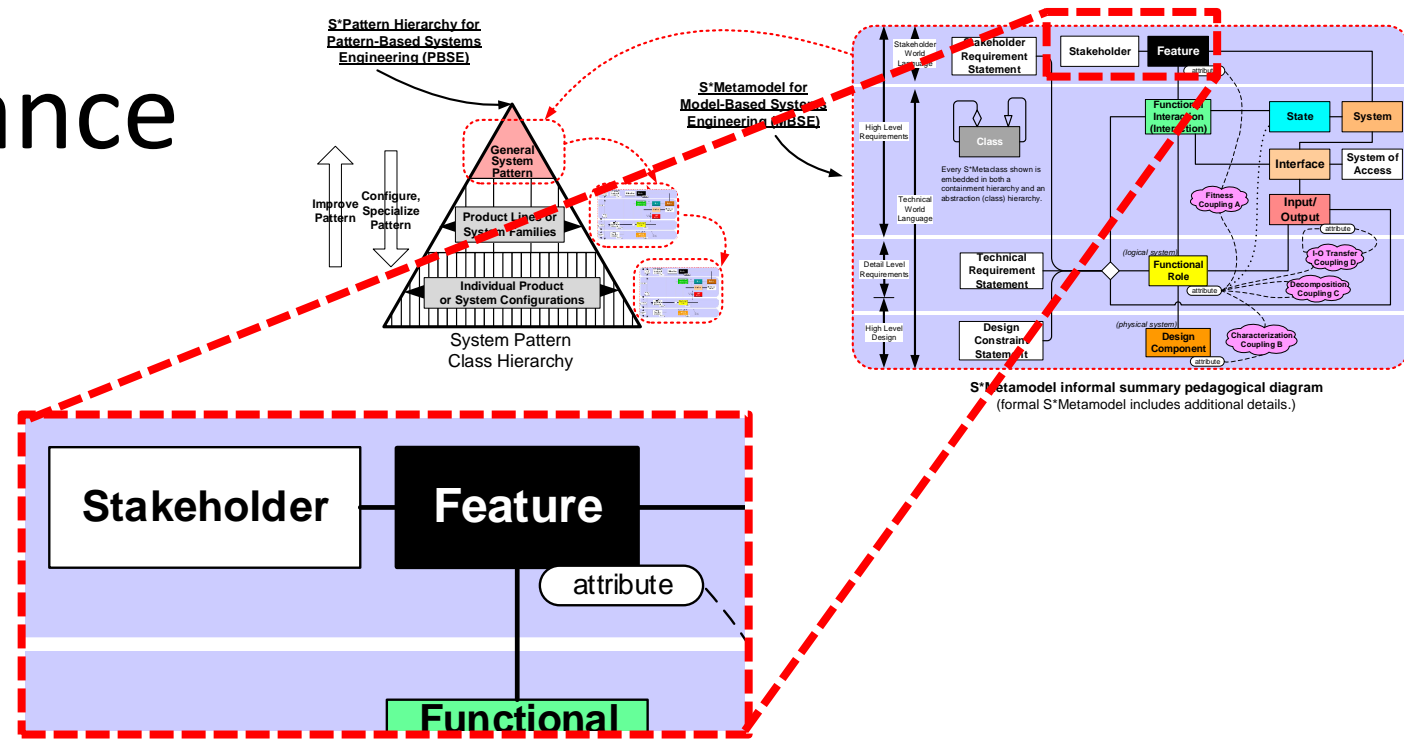 ance
S*Pattern Hierarchy for
Pattern-Based Systems
Engineering (PBSE)
General
System
Pattern
Improve
Pattern
Configure,
Specialize
Pattern
Product Lines or
System Families
Individual Product
or System Configurations
System Pattern
Class Hierarchy
S*Metamodel for
Model-Based Systems
Engineering (MBSE)
Stakeholder
World
Language
Stakeholder
Requirement
Statement
Stakeholder
Feature
attribute
High Level
Requirements
Technical
World
Language
Class
Every S*Metaclass shown is
embedded in both a
containment hierarchy and an
abstraction (class) hierarchy.
Functional
Interaction
(Interaction)
State
System
Interface
System of
Access
Fitness
Coupling A
Input/
Output
attribute
Detail Level
Requirements
Technical
Requirement
Statement
(logical system)
Functional
Role
attribute
I-O Transfer
Coupling D
Decomposition
Coupling C
High Level
Design
Design
Constraint
Statement
(physical system)
Design
Component
attribute
Characterization
Coupling B
S*Metamodel informal summary pedagogical diagram
(formal S*Metamodel includes additional details.)
Stakeholder
Feature
attribute
Functional